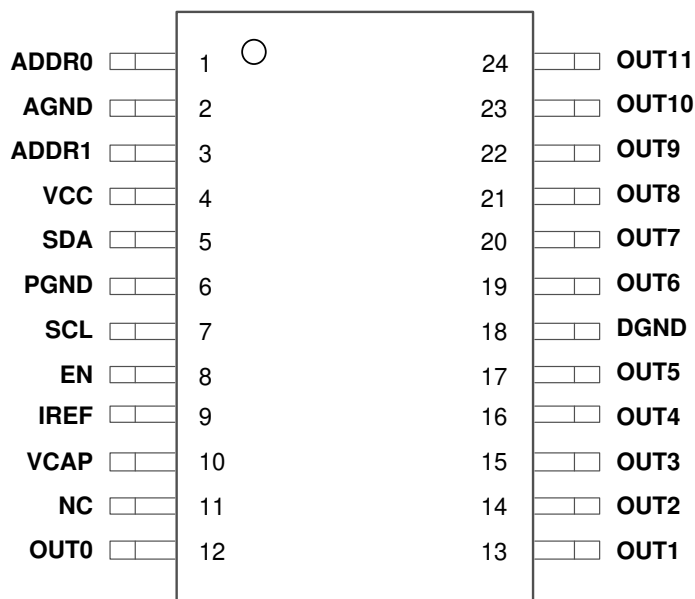 ADDR0 1 24 OUT11
AGND 2 23 OUT10
ADDR1 3 22 OUT9
VCC 4 21 OUT8
SDA 5 20 OUT7
PGND 6 19 OUT6
SCL 7 18 DGND
EN 8 17 OUT5
IREF 9 16 OUT4
VCAP 10 15 OUT3
NC 11 14 OUT2
OUT0 12 13 OUT1